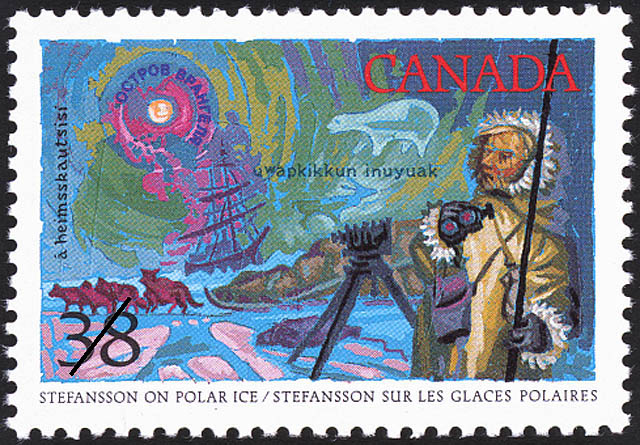 CANADA
ОСТРОВ ВРАНГЕЛЯ
á heimsskautsísi
uwapkikkun inuyuak
38
STEFANSSON ON POLAR ICE / STEFANSSON SUR LES GLACES POLAIRES